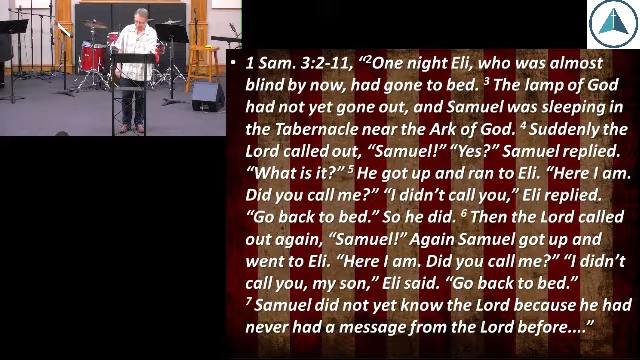 • 1 Sam. 3:2-11, “²One night Eli, who was almost
blind by now, had gone to bed. ³ The lamp of God
had not yet gone out, and Samuel was sleeping in
the Tabernacle near the Ark of God. ⁴ Suddenly the
Lord called out, “Samuel!” “Yes?” Samuel replied.
“What is it?” ⁵ He got up and ran to Eli. “Here I am.
Did you call me?” “I didn’t call you,” Eli replied.
“Go back to bed.” So he did. ⁶ Then the Lord called
out again, “Samuel!” Again Samuel got up and
went to Eli. “Here I am. Did you call me?” “I didn’t
call you, my son,” Eli said. “Go back to bed.”
⁷ Samuel did not yet know the Lord because he had
never had a message from the Lord before....”